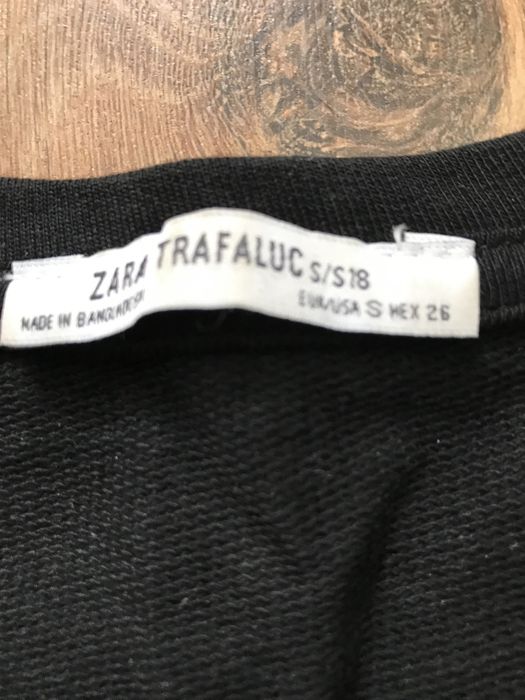 ZARA TRAFALUC S/S18
MADE IN BANGLADESH EUR/USA S MEX 26